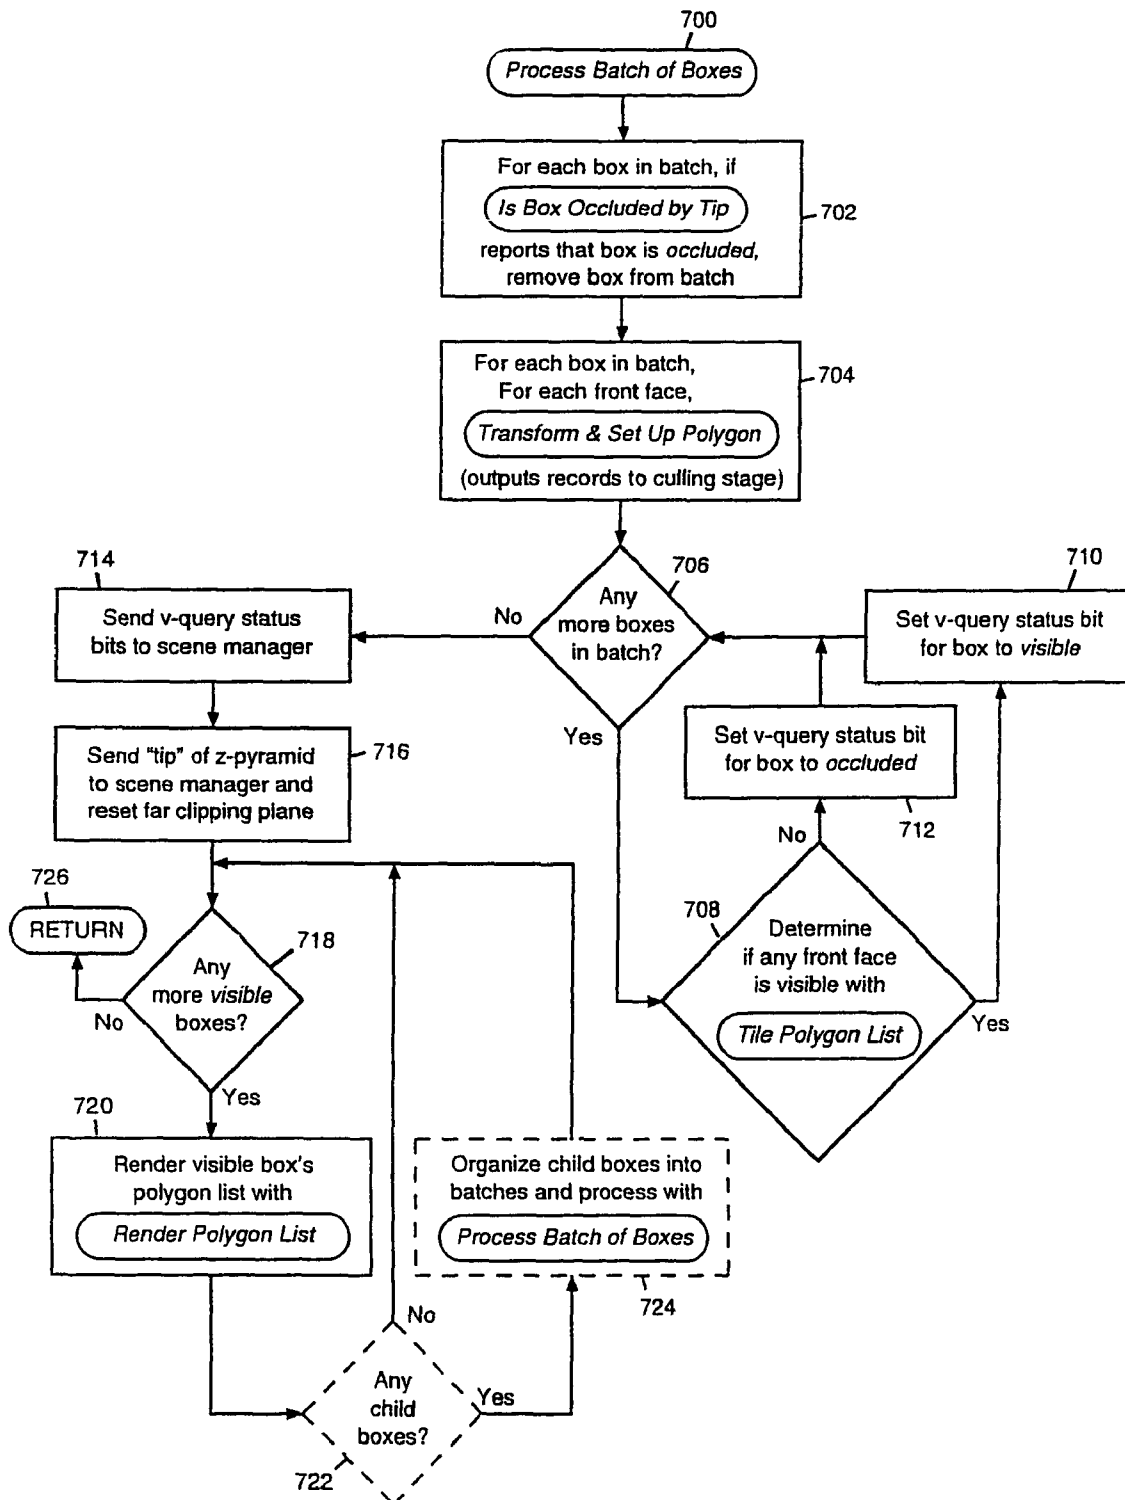 700
Process Batch of Boxes
For each box in batch, if
Is Box Occluded by Tip
reports that box is occluded,
remove box from batch
702
For each box in batch,
For each front face,
Transform & Set Up Polygon
(outputs records to culling stage)
704
706
Any
more boxes
in batch?
No
Yes
714
Send v-query status
bits to scene manager
710
Set v-query status bit
for box to visible
Set v-query status bit
for box to occluded
712
Send "tip" of z-pyramid
to scene manager and
reset far clipping plane
716
No
708
Determine
if any front face
is visible with
Tile Polygon List
Yes
726
RETURN
718
Any
more visible
boxes?
No
Yes
720
Render visible box's
polygon list with
Render Polygon List
Organize child boxes into
batches and process with
Process Batch of Boxes
724
No
Any
child
boxes?
Yes
722